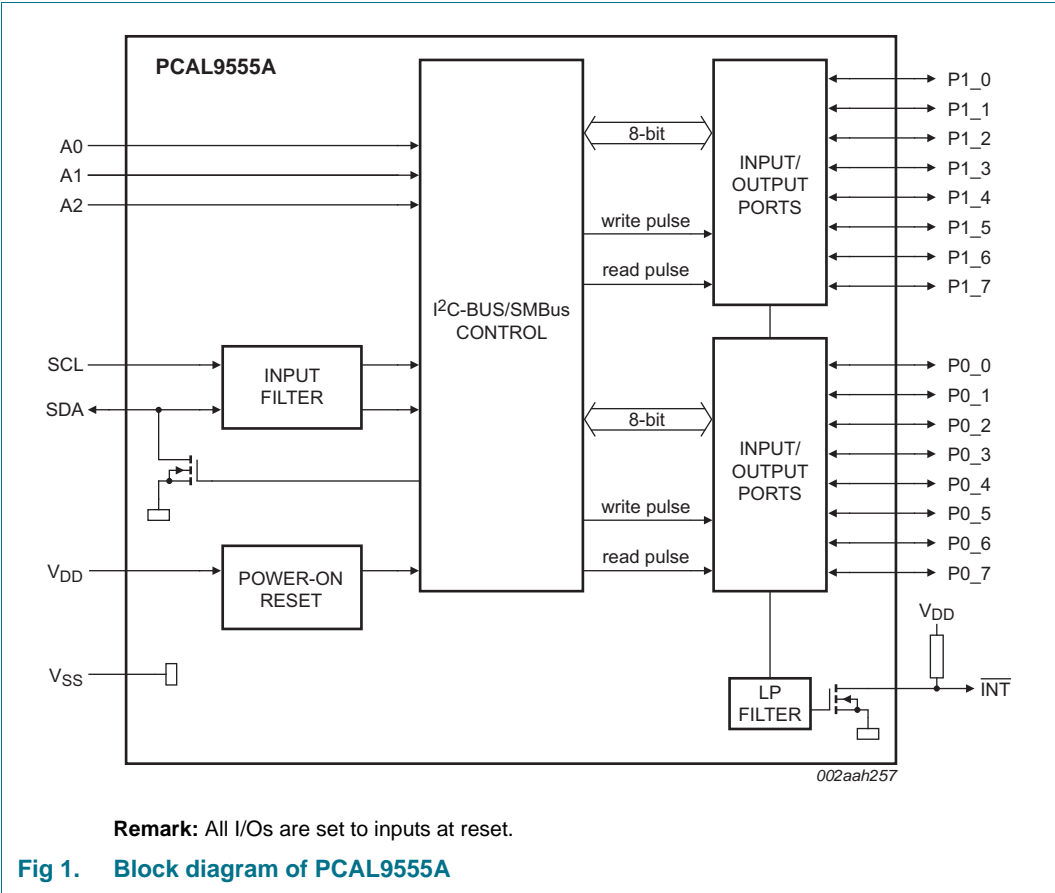 PCAL9555A
A0
A1
A2
SCL
SDA
VDD
VSS
INPUT
FILTER
POWER-ON
RESET
I2C-BUS/SMBus
CONTROL
8-bit
write pulse
read pulse
INPUT/
OUTPUT
PORTS
P1_0
P1_1
P1_2
P1_3
P1_4
P1_5
P1_6
P1_7
8-bit
write pulse
read pulse
INPUT/
OUTPUT
PORTS
P0_0
P0_1
P0_2
P0_3
P0_4
P0_5
P0_6
P0_7
VDD
LP
FILTER
INT
002aah257
Remark: All I/Os are set to inputs at reset.
Fig 1. Block diagram of PCAL9555A